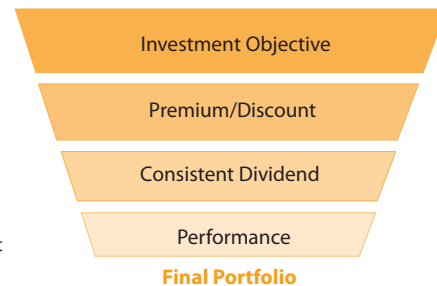 Investment Objective
Premium/Discount
Consistent Dividend
Performance
Final Portfolio